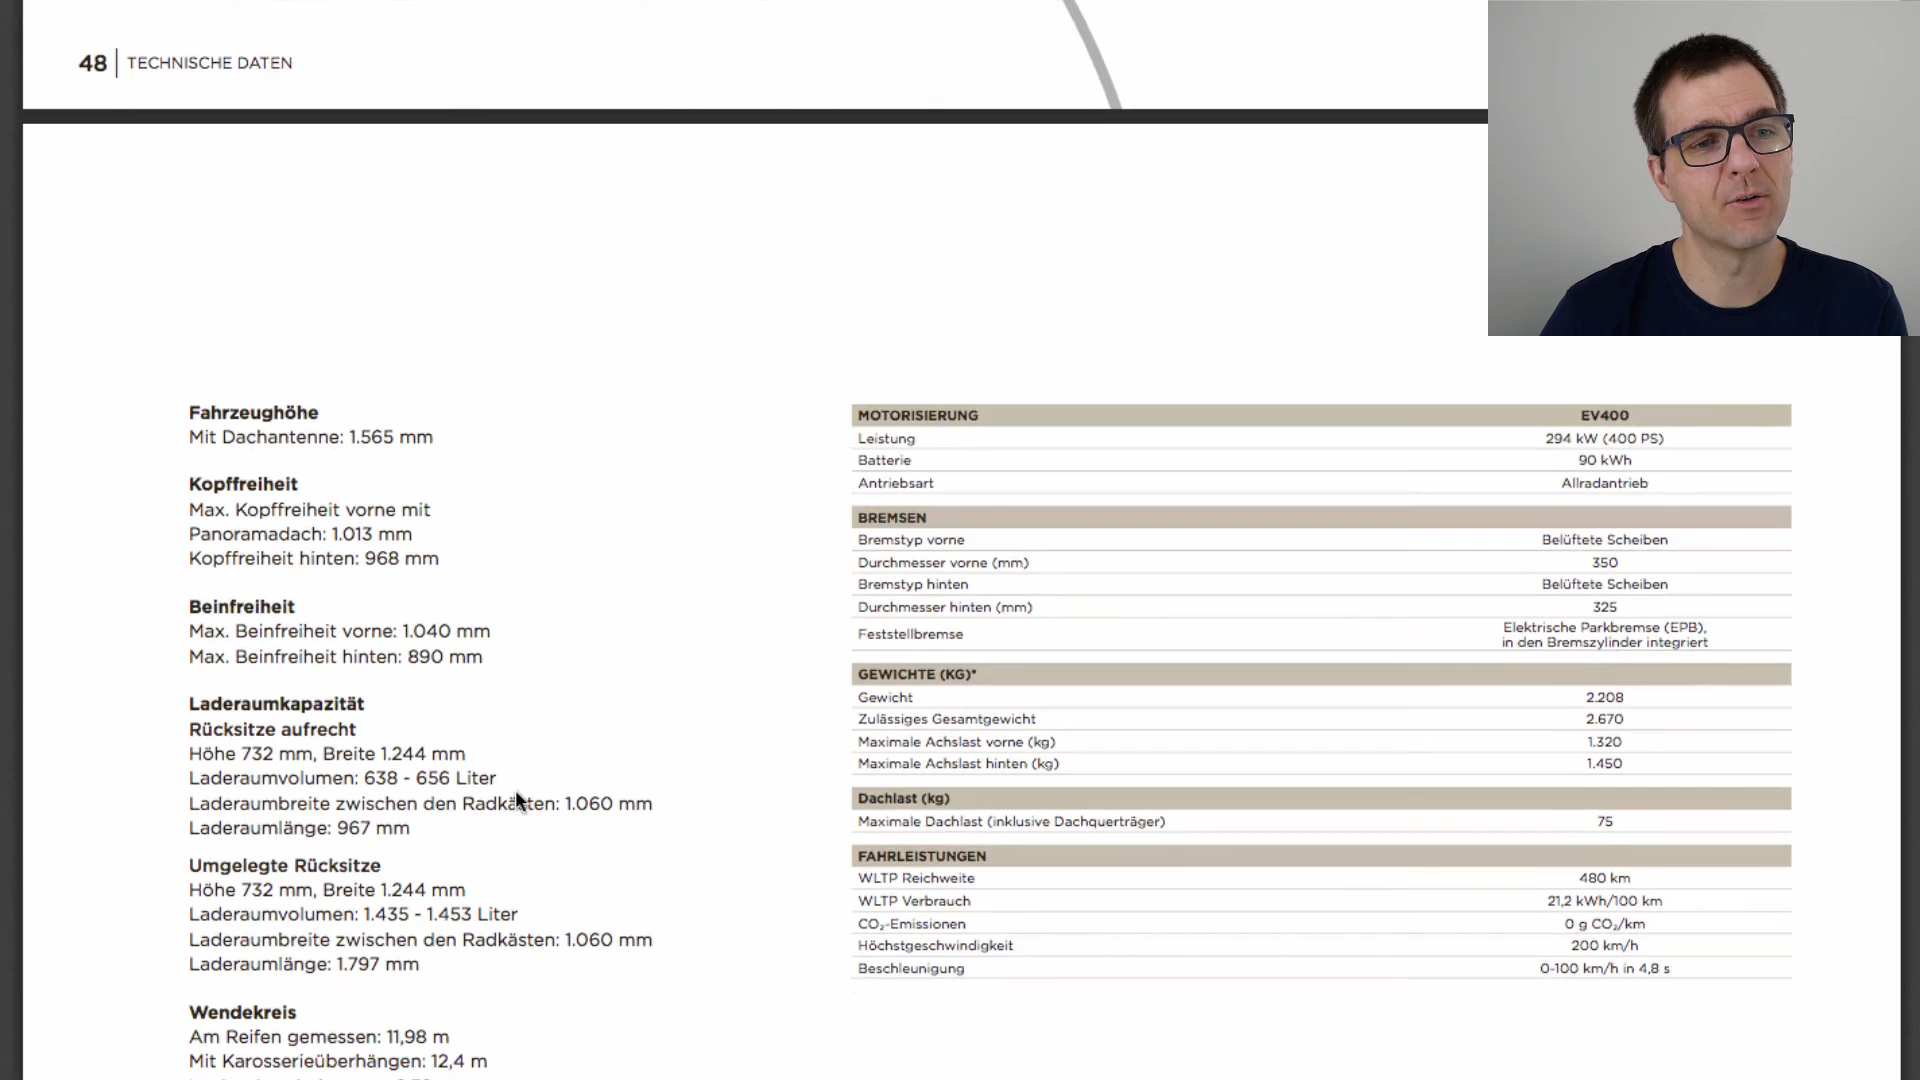 48 | TECHNISCHE DATEN
Fahrzeughöhe
Mit Dachantenne: 1.565 mm
Kopffreiheit
Max. Kopffreiheit vorne mit
Panoramadach: 1.013 mm
Kopffreiheit hinten: 968 mm
Beinfreiheit
Max. Beinfreiheit vorne: 1.040 mm
Max. Beinfreiheit hinten: 890 mm
Laderaumkapazität
Rücksitze aufrecht
Höhe 732 mm, Breite 1.244 mm
Laderaumvolumen: 638 - 656 Liter
Laderaumbreite zwischen den Radkästen: 1.060 mm
Laderaumlänge: 967 mm
Umgelegte Rücksitze
Höhe 732 mm, Breite 1.244 mm
Laderaumvolumen: 1.435 - 1.453 Liter
Laderaumbreite zwischen den Radkästen: 1.060 mm
Laderaumlänge: 1.797 mm
Wendekreis
Am Reifen gemessen: 11,98 m
Mit Karosserieüberhängen: 12,4 m
MOTORISIERUNG EV400
Leistung 294 kW (400 PS)
Batterie 90 kWh
Antriebsart Allradantrieb
BREMSEN
Bremstyp vorne Belüftete Scheiben
Durchmesser vorne (mm) 350
Bremstyp hinten Belüftete Scheiben
Durchmesser hinten (mm) 325
Feststellbremse Elektrische Parkbremse (EPB),
in den Bremszylinder integriert
GEWICHTE (KG)*
Gewicht 2.208
Zulässiges Gesamtgewicht 2.670
Maximale Achslast vorne (kg) 1.320
Maximale Achslast hinten (kg) 1.450
Dachlast (kg)
Maximale Dachlast (inklusive Dachquerträger) 75
FAHRLEISTUNGEN
WLTP Reichweite 480 km
WLTP Verbrauch 21,2 kWh/100 km
CO₂-Emissionen 0 g CO₂/km
Höchstgeschwindigkeit 200 km/h
Beschleunigung 0-100 km/h in 4,8 s